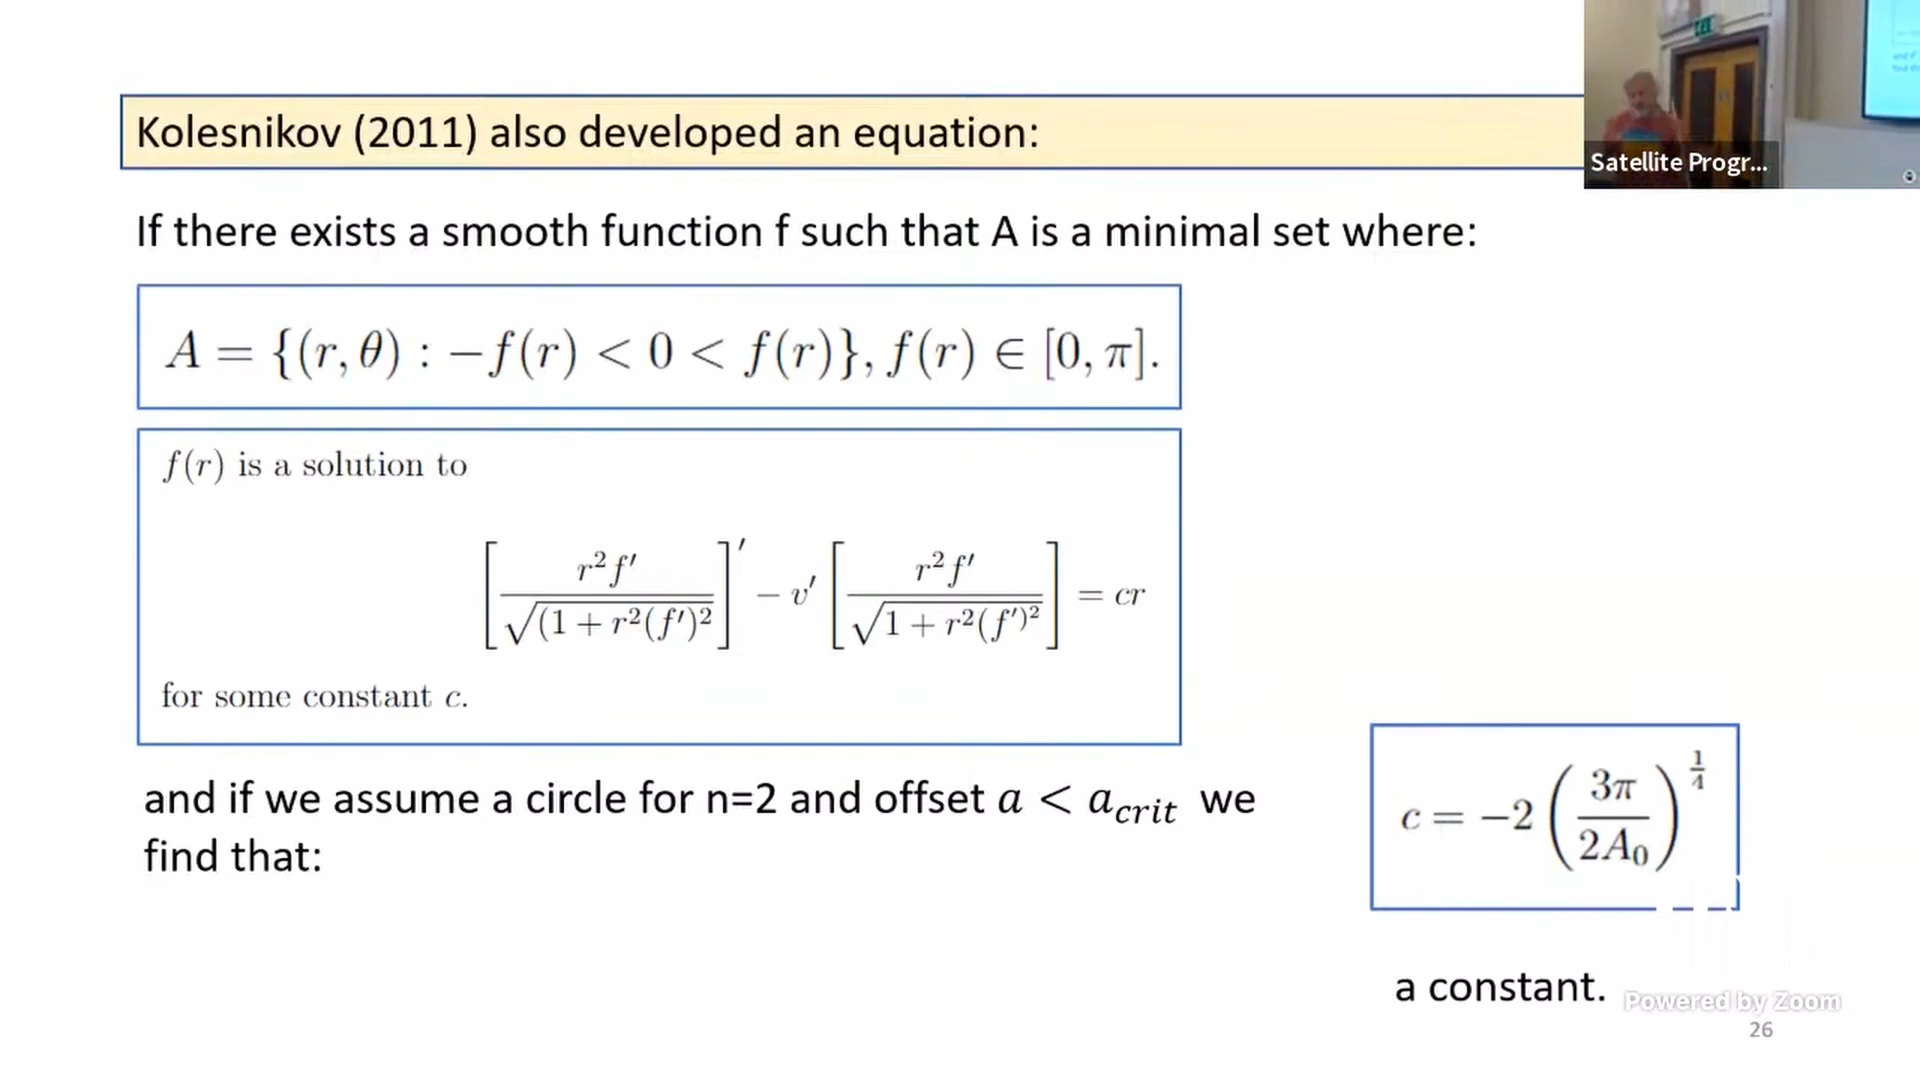 Kolesnikov (2011) also developed an equation:
Satellite Progr...
If there exists a smooth function f such that A is a minimal set where:
A = {(r, θ) : −f(r) < 0 < f(r)}, f(r) ∈ [0, π].
f(r) is a solution to
[ r²f′ / √(1 + r²(f′)² ]′ − v′ [ r²f′ / √1 + r²(f′)² ] = cr
for some constant c.
and if we assume a circle for n=2 and offset a < a_crit we
find that:
c = −2 (3π / 2A₀)^(1/4)
a constant.
Powered by Zoom
26